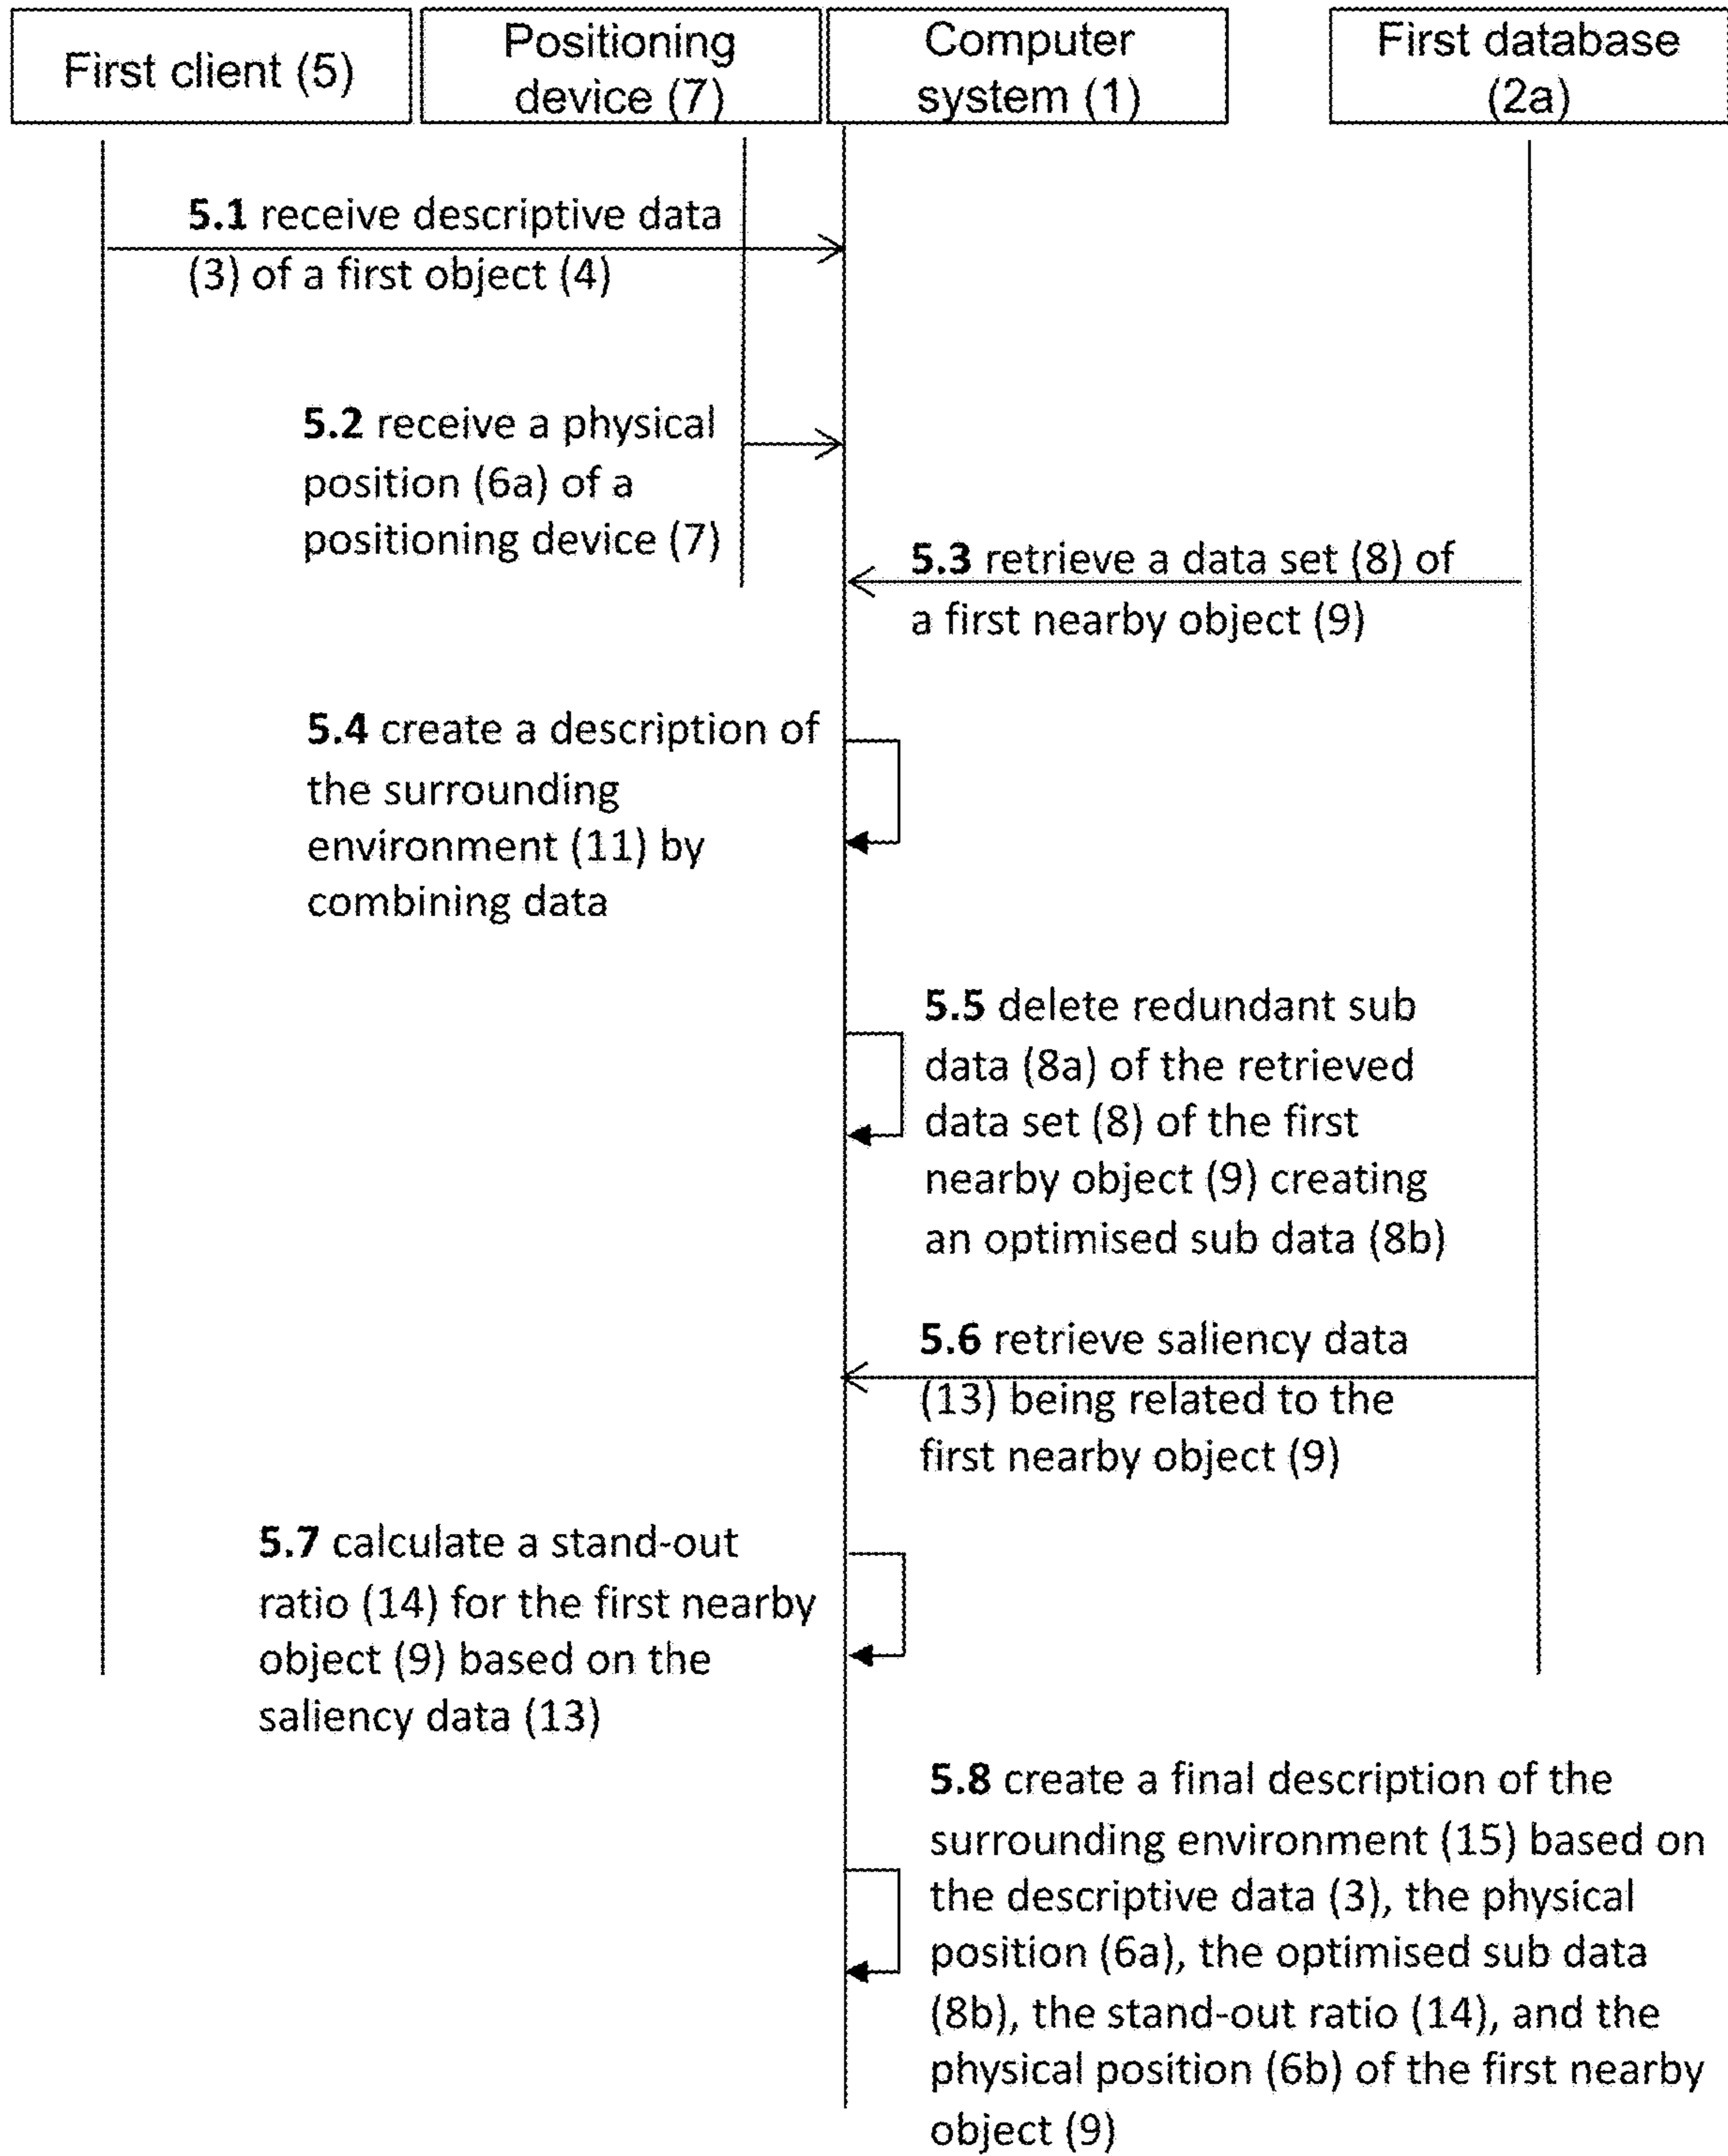 First client (5)
Positioning
device (7)
Computer
system (1)
First database
(2a)
5.1 receive descriptive data
(3) of a first object (4)
5.2 receive a physical
position (6a) of a
positioning device (7)
5.3 retrieve a data set (8) of
a first nearby object (9)
5.4 create a description of
the surrounding
environment (11) by
combining data
5.5 delete redundant sub
data (8a) of the retrieved
data set (8) of the first
nearby object (9) creating
an optimised sub data (8b)
5.6 retrieve saliency data
(13) being related to the
first nearby object (9)
5.7 calculate a stand-out
ratio (14) for the first nearby
object (9) based on the
saliency data (13)
5.8 create a final description of the
surrounding environment (15) based on
the descriptive data (3), the physical
position (6a), the optimised sub data
(8b), the stand-out ratio (14), and the
physical position (6b) of the first nearby
object (9)